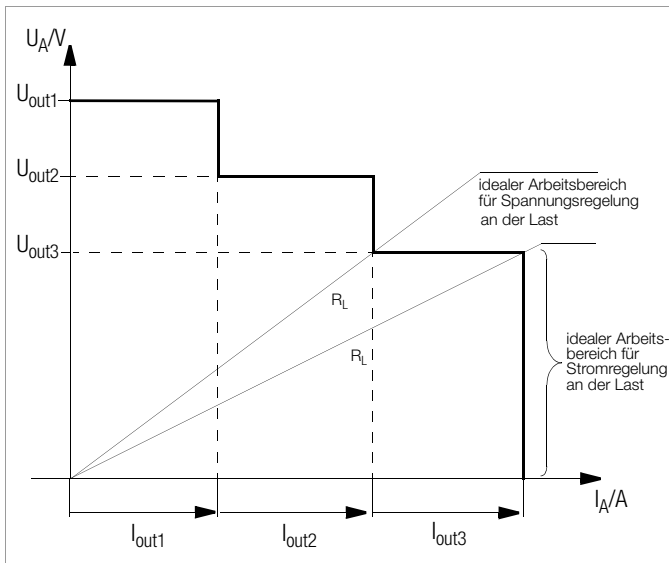 U_A/V
U_out1
U_out2
U_out3
idealer Arbeitsbereich
für Spannungsregelung
an der Last
R_L
R_L
idealer Arbeits-
bereich für
Stromregelung
an der Last
I_A/A
I_out1
I_out2
I_out3